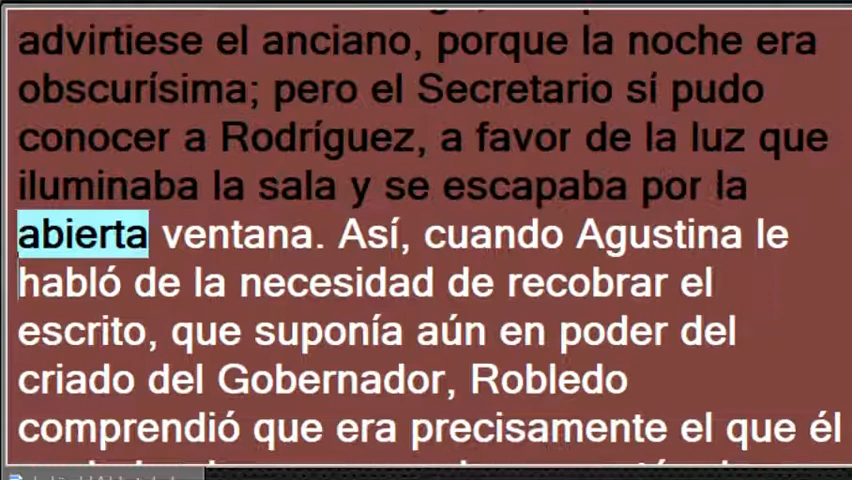 advirtiese el anciano, porque la noche era
obscurísima; pero el Secretario sí pudo
conocer a Rodríguez, a favor de la luz que
iluminaba la sala y se escapaba por la
abierta ventana. Así, cuando Agustina le
habló de la necesidad de recobrar el
escrito, que suponía aún en poder del
criado del Gobernador, Robledo
comprendió que era precisamente el que él